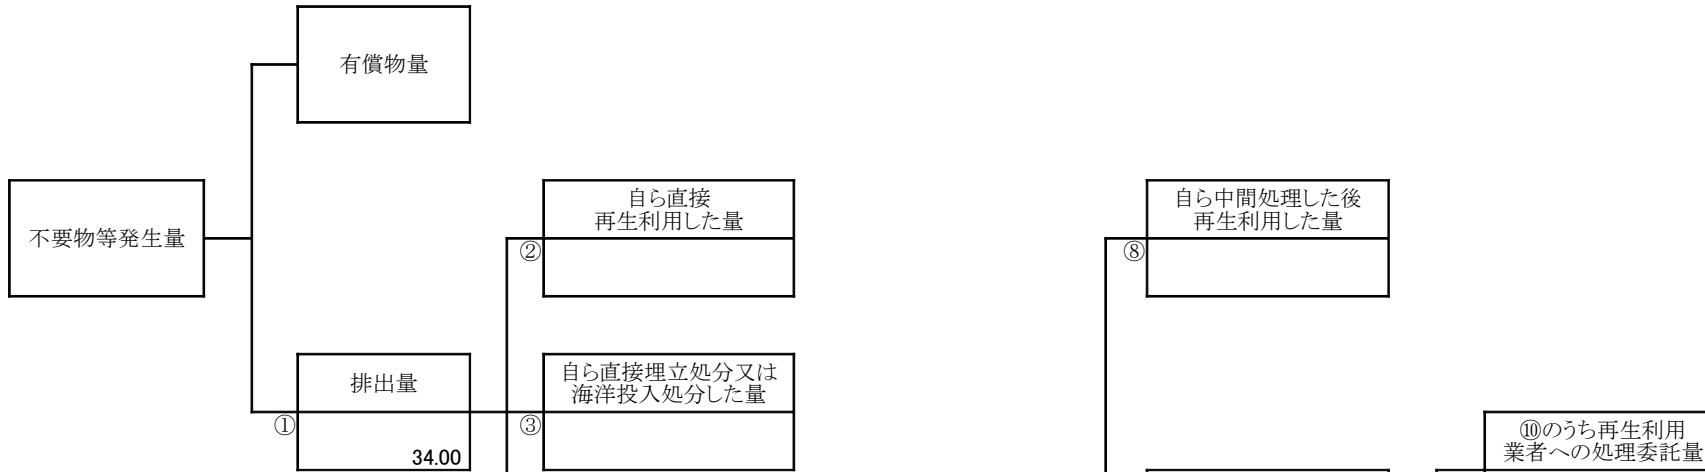 有償物量
不要物等発生量
自ら直接
再生利用した量
②
自ら中間処理した後
再生利用した量
⑧
排出量
①
34.00
自ら直接埋立処分又は
海洋投入処分した量
③
⑩のうち再生利用
業者への処理委託量